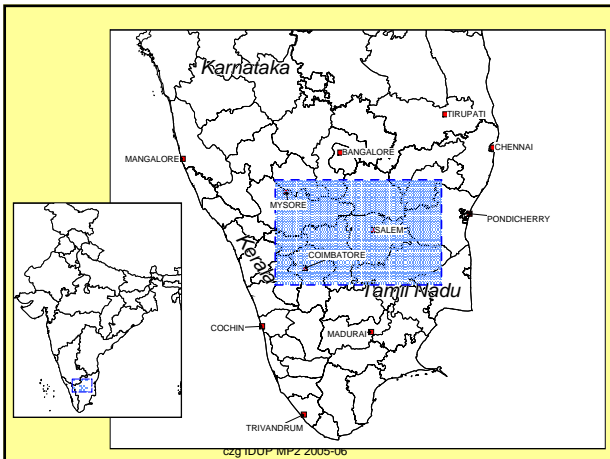 Karnataka
TIRUPATI
BANGALORE
CHENNAI
MANGALORE
MYSORE
PONDICHERRY
SALEM
Kerala
COIMBATORE
Tamil Nadu
COCHIN
MADURAI
TRIVANDRUM
czg IDUP MP2 2005-06